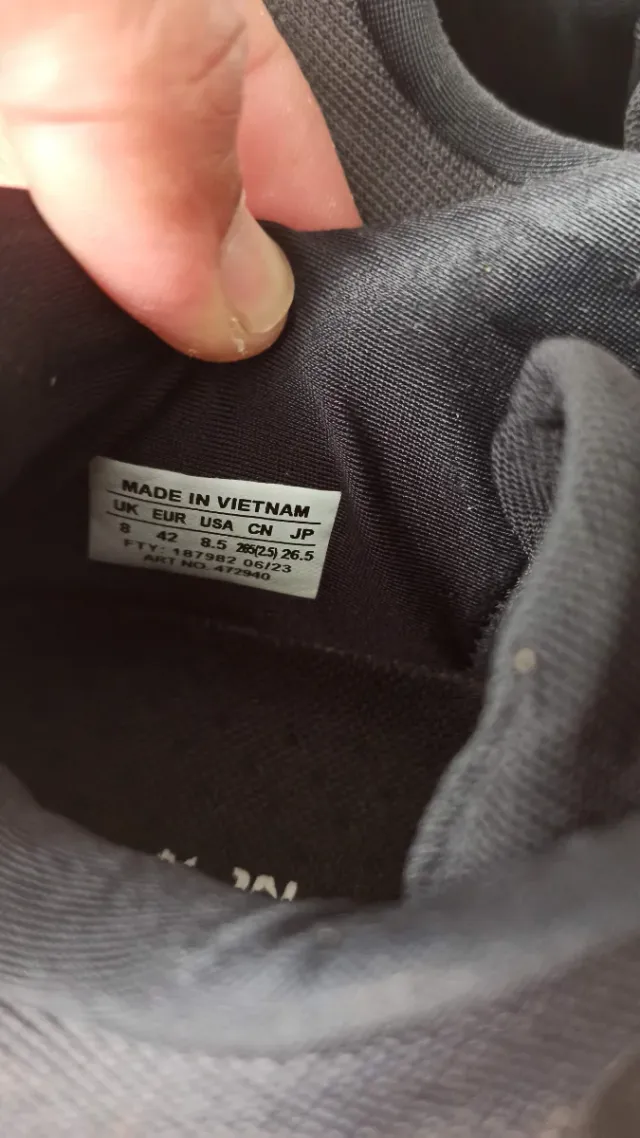 MADE IN VIETNAM
UK EUR USA CN JP
8 42 8.5 265(2.5) 26.5
FTY: 187982 06/23
ART NO. 472940